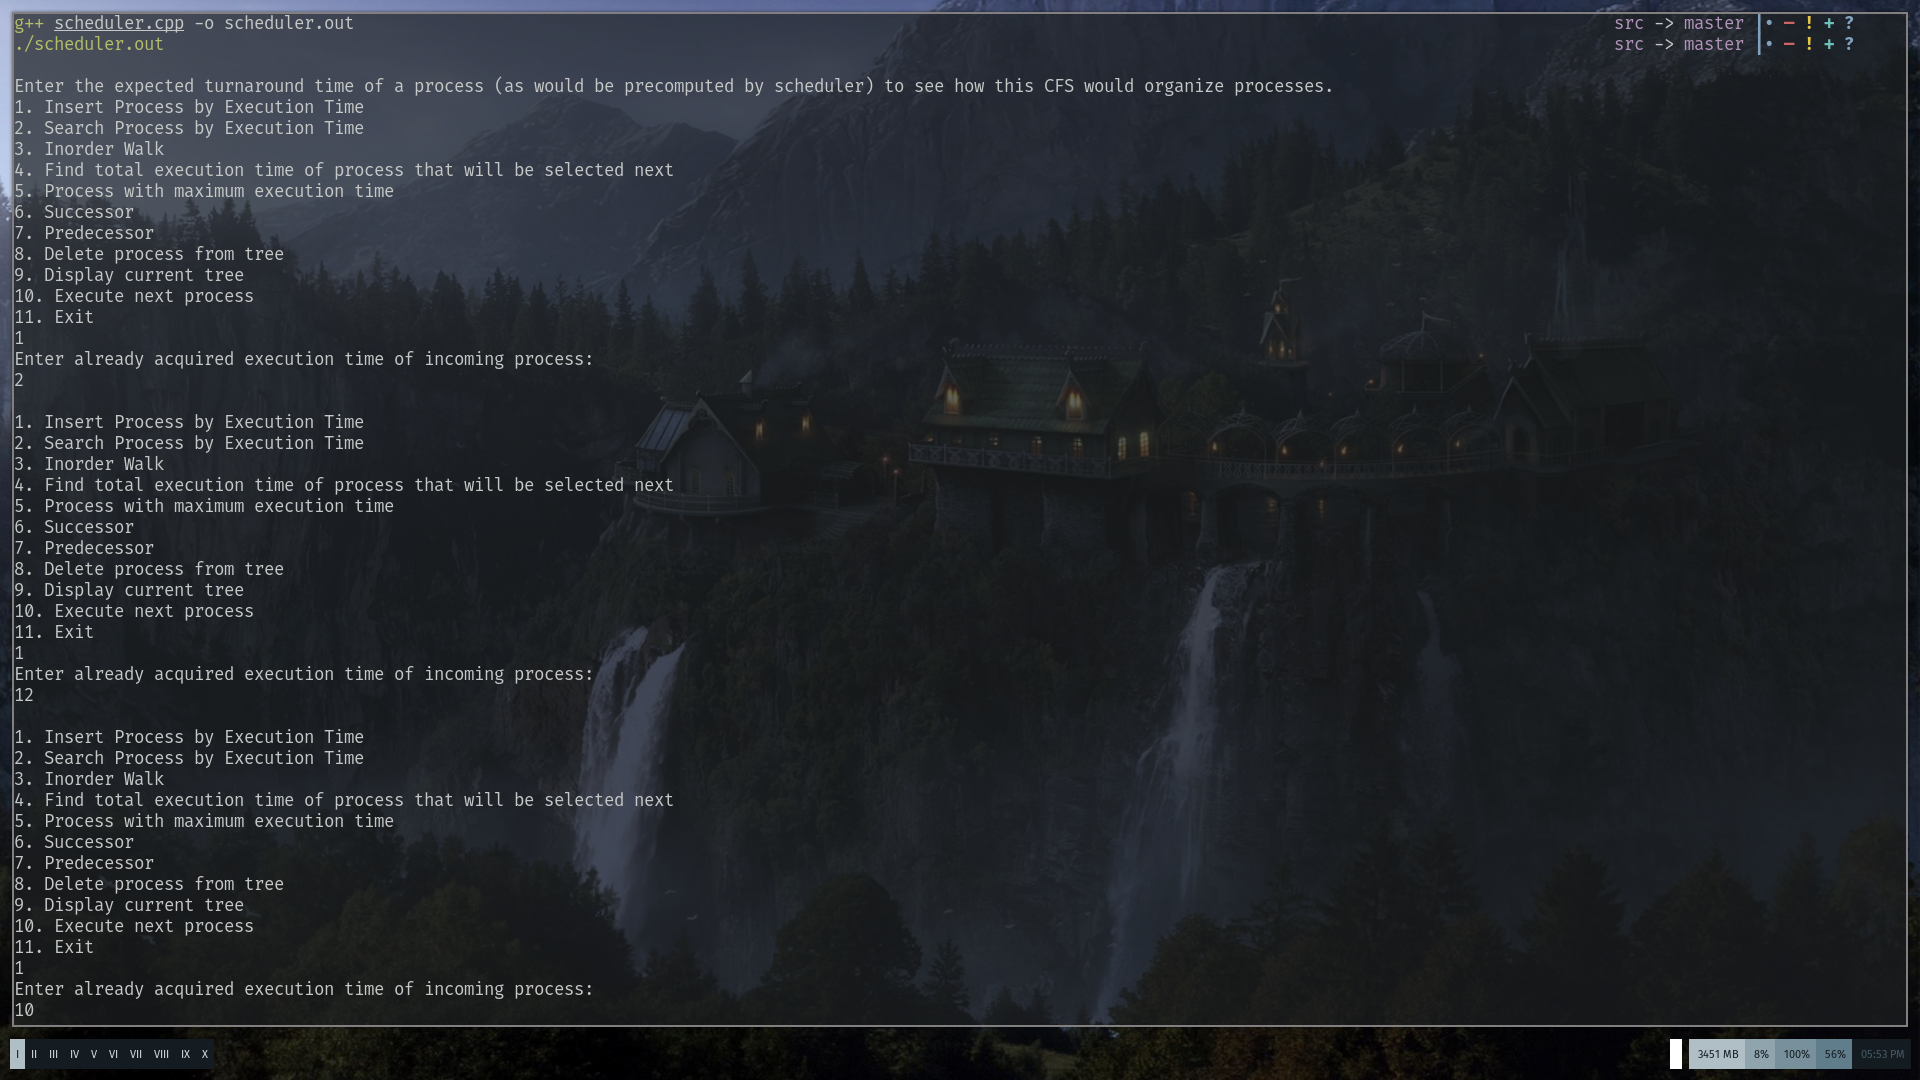 g++ scheduler.cpp -o scheduler.out src -> master |• − ! + ?
./scheduler.out src -> master |• − ! + ?
Enter the expected turnaround time of a process (as would be precomputed by scheduler) to see how this CFS would organize processes.
1. Insert Process by Execution Time
2. Search Process by Execution Time
3. Inorder Walk
4. Find total execution time of process that will be selected next
5. Process with maximum execution time
6. Successor
7. Predecessor
8. Delete process from tree
9. Display current tree
10. Execute next process
11. Exit
1
Enter already acquired execution time of incoming process:
2
1. Insert Process by Execution Time
2. Search Process by Execution Time
3. Inorder Walk
4. Find total execution time of process that will be selected next
5. Process with maximum execution time
6. Successor
7. Predecessor
8. Delete process from tree
9. Display current tree
10. Execute next process
11. Exit
1
Enter already acquired execution time of incoming process:
12
1. Insert Process by Execution Time
2. Search Process by Execution Time
3. Inorder Walk
4. Find total execution time of process that will be selected next
5. Process with maximum execution time
6. Successor
7. Predecessor
8. Delete process from tree
9. Display current tree
10. Execute next process
11. Exit
1
Enter already acquired execution time of incoming process:
10
I II III IV V VI VII VIII IX X 3451 MB 8% 100% 56% 05:53 PM